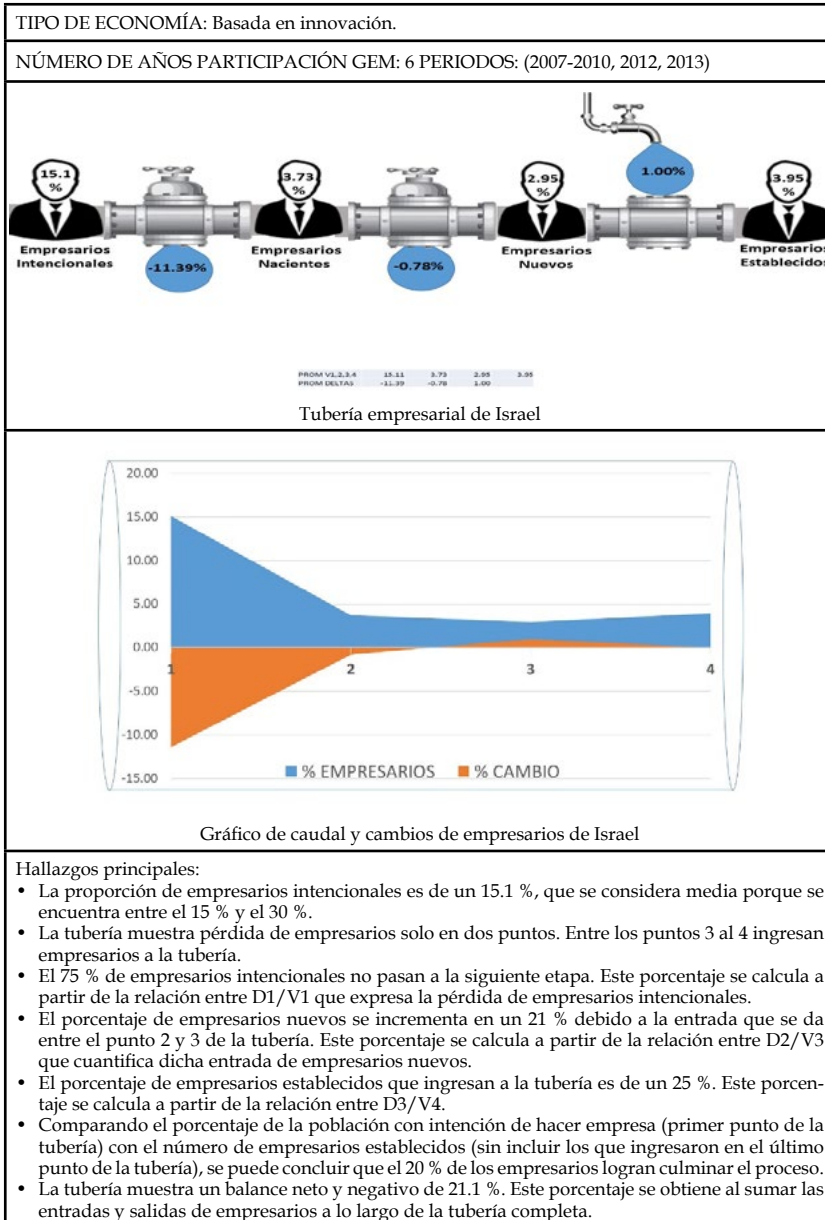 TIPO DE ECONOMÍA: Basada en innovación.
NÚMERO DE AÑOS PARTICIPACIÓN GEM: 6 PERIODOS: (2007-2010, 2012, 2013)
15.1
%
3.73
%
2.95
%
1.00%
3.95
%
Empresarios
Intencionales
-11.39%
Empresarios
Nacientes
-0.78%
Empresarios
Nuevos
Empresarios
Establecidos
PROM V1,2,3,4 15.11 3.73 2.95 3.95
PROM DELTAS -11.39 -0.78 1.00
Tubería empresarial de Israel
20.00
15.00
10.00
5.00
0.00
-5.00
-10.00
-15.00
1 2 3 4
% EMPRESARIOS % CAMBIO
Gráfico de caudal y cambios de empresarios de Israel
Hallazgos principales:
• La proporción de empresarios intencionales es de un 15.1 %, que se considera media porque se
encuentra entre el 15 % y el 30 %.
• La tubería muestra pérdida de empresarios solo en dos puntos. Entre los puntos 3 al 4 ingresan
empresarios a la tubería.
• El 75 % de empresarios intencionales no pasan a la siguiente etapa. Este porcentaje se calcula a
partir de la relación entre D1/V1 que expresa la pérdida de empresarios intencionales.
• El porcentaje de empresarios nuevos se incrementa en un 21 % debido a la entrada que se da
entre el punto 2 y 3 de la tubería. Este porcentaje se calcula a partir de la relación entre D2/V3
que cuantifica dicha entrada de empresarios nuevos.
• El porcentaje de empresarios establecidos que ingresan a la tubería es de un 25 %. Este porcen-
taje se calcula a partir de la relación entre D3/V4.
• Comparando el porcentaje de la población con intención de hacer empresa (primer punto de la
tubería) con el número de empresarios establecidos (sin incluir los que ingresaron en el último
punto de la tubería), se puede concluir que el 20 % de los empresarios logran culminar el proceso.
• La tubería muestra un balance neto y negativo de 21.1 %. Este porcentaje se obtiene al sumar las
entradas y salidas de empresarios a lo largo de la tubería completa.